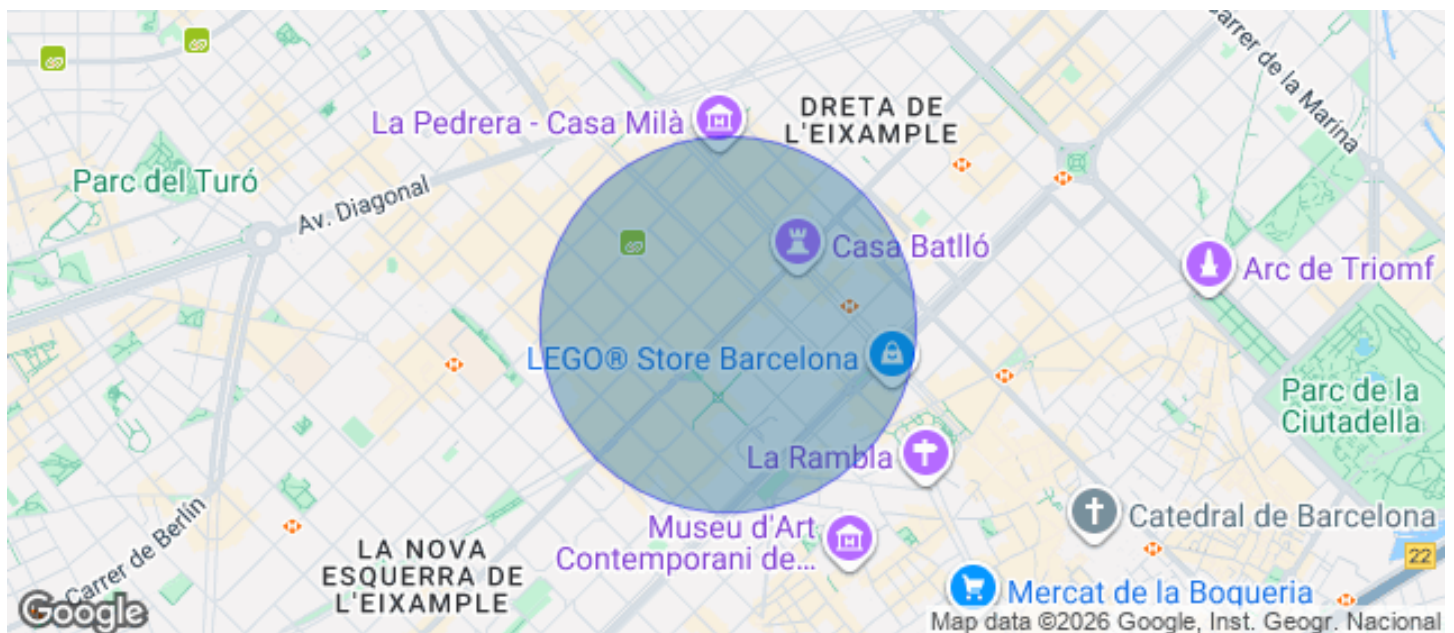 Carrer de la Marina
La Pedrera - Casa Milà
DRETA DE
L'EIXAMPLE
Parc del Turó
Av. Diagonal
Casa Batlló
Arc de Triomf
LEGO® Store Barcelona
Parc de la
Ciutadella
La Rambla
Catedral de Barcelona
Museu d'Art
Contemporani de...
Carrer de Berlín
LA NOVA
ESQUERRA DE
L'EIXAMPLE
22
Mercat de la Boqueria
Google
Map data ©2026 Google, Inst. Geogr. Nacional